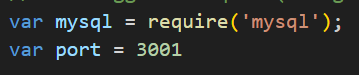 var mysql = require('mysql');
var port = 3001